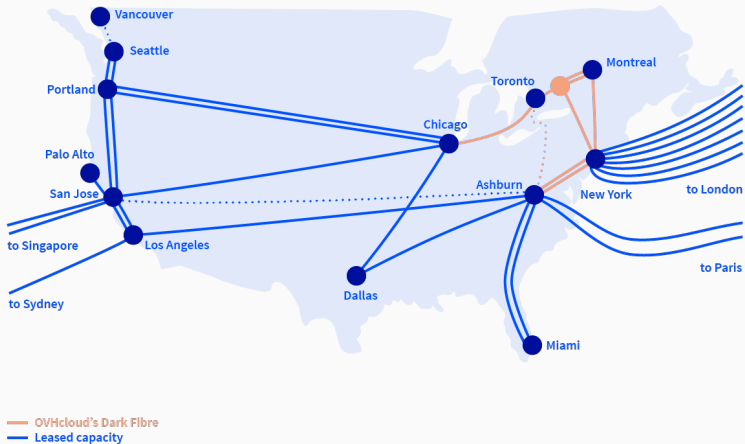 Vancouver
Seattle
Montreal
Toronto
Portland
Chicago
Palo Alto
Ashburn
San Jose
New York
to London
to Singapore
Los Angeles
to Paris
Dallas
to Sydney
Miami
OVHcloud's Dark Fibre
Leased capacity